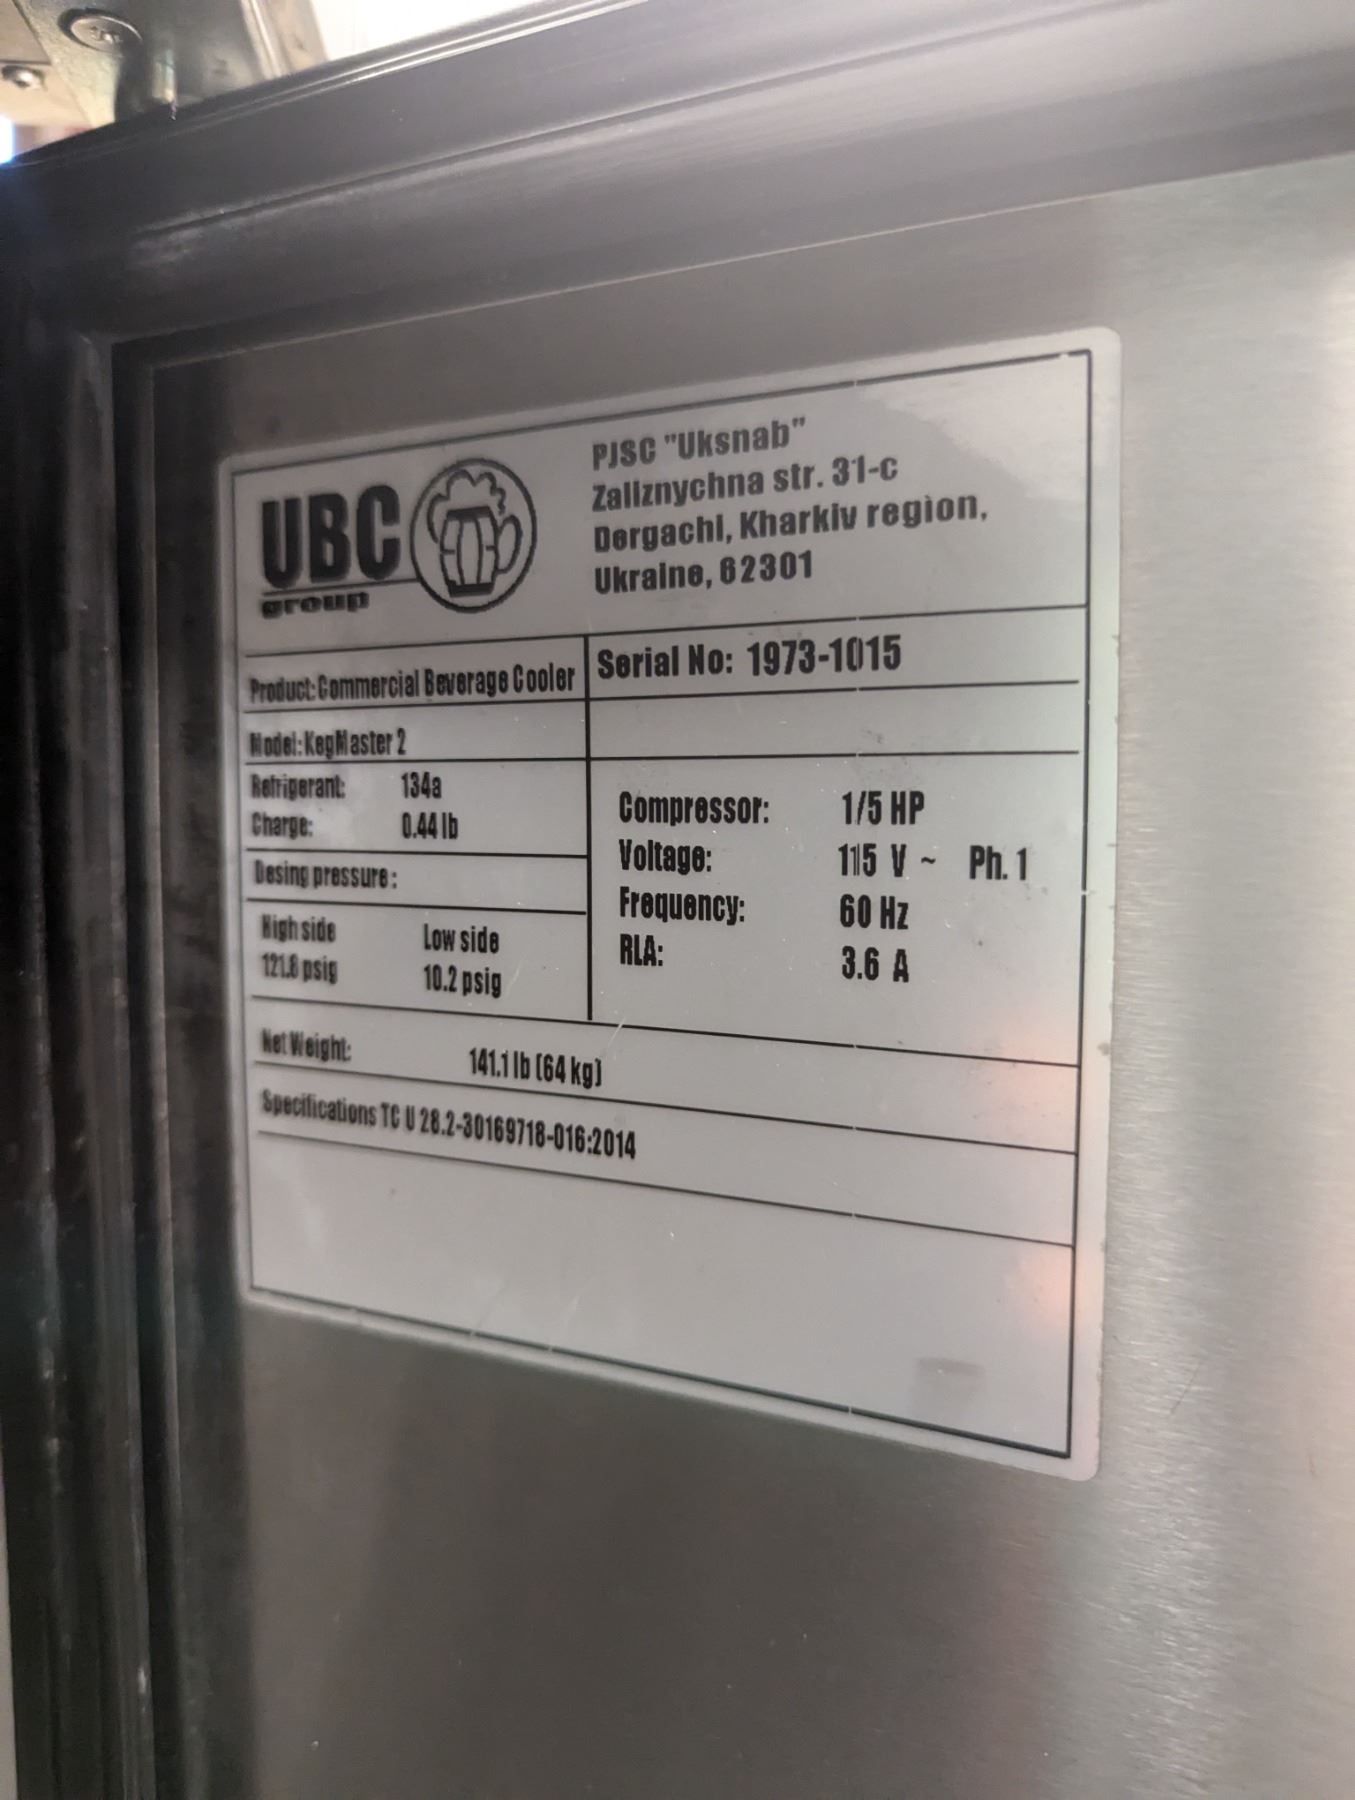 UBC
group
PJSC "Uksnab"
Zaliznychna str. 31-c
Dergachi, Kharkiv region,
Ukraine, 62301
Product: Commercial Beverage Cooler
Serial No: 1973-1015
Model: KegMaster 2
Refrigerant: 134a
Charge: 0.44 lb
Desing pressure:
High side Low side
121.8 psig 10.2 psig
Compressor: 1/5 HP
Voltage: 115 V ~ Ph. 1
Frequency: 60 Hz
RLA: 3.6 A
Net Weight: 141.1 lb (64 kg)
Specifications TC U 28.2-30169718-016:2014